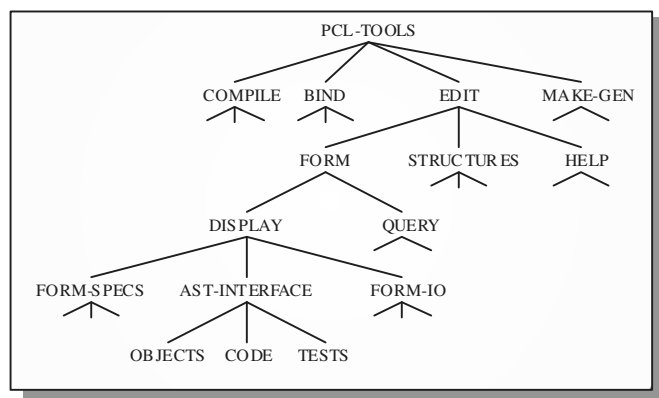 PCL-TOOLS
COMPILE BIND EDIT MAKE-GEN
FORM STRUCTURES HELP
DISPLAY QUERY
FORM-SPECS AST-INTERFACE FORM-IO
OBJECTS CODE TESTS